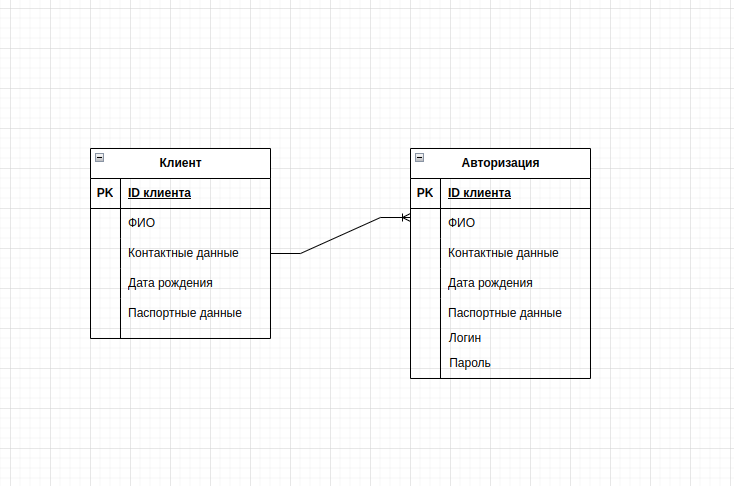 Клиент
PK ID клиента
ФИО
Контактные данные
Дата рождения
Паспортные данные
Авторизация
PK ID клиента
ФИО
Контактные данные
Дата рождения
Паспортные данные
Логин
Пароль